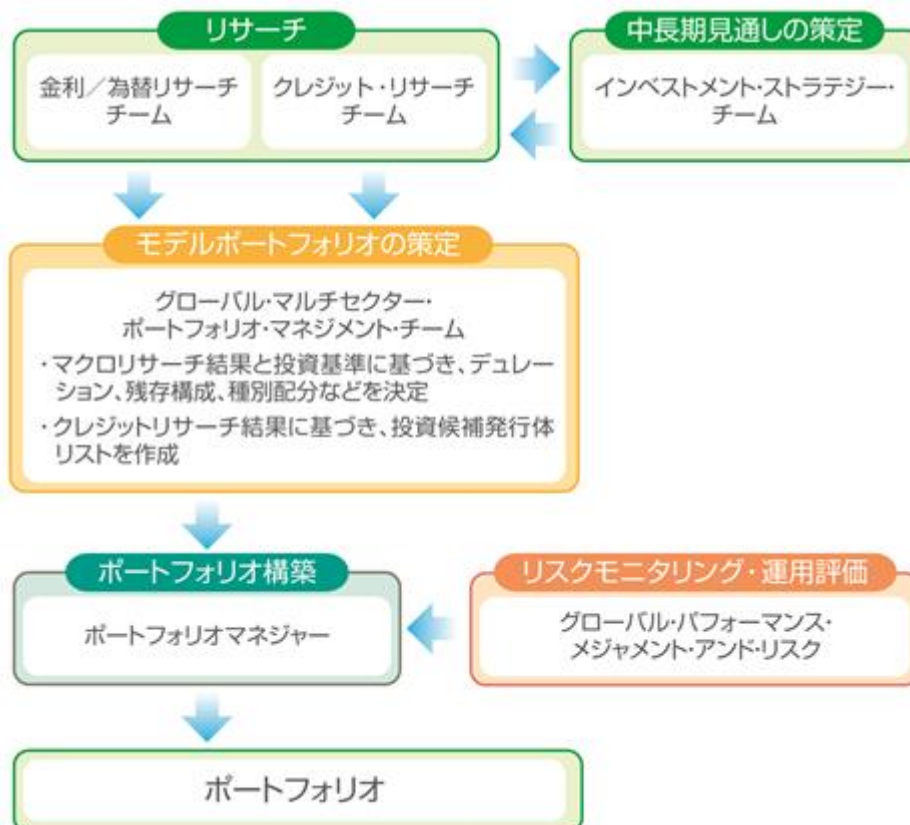 リサーチ
中長期見通しの策定
金利／為替リサーチ
チーム
クレジット・リサーチ
チーム
インベストメント・ストラテジー・
チーム
モデルポートフォリオの策定
グローバル・マルチセクター・
ポートフォリオ・マネジメント・チーム
・マクロリサーチ結果と投資基準に基づき、デュレー
ション、残存構成、種別配分などを決定
・クレジットリサーチ結果に基づき、投資候補発行体
リストを作成
ポートフォリオ構築
リスクモニタリング・運用評価
ポートフォリオマネジャー
グローバル・パフォーマンス・
メジャメント・アンド・リスク
ポートフォリオ